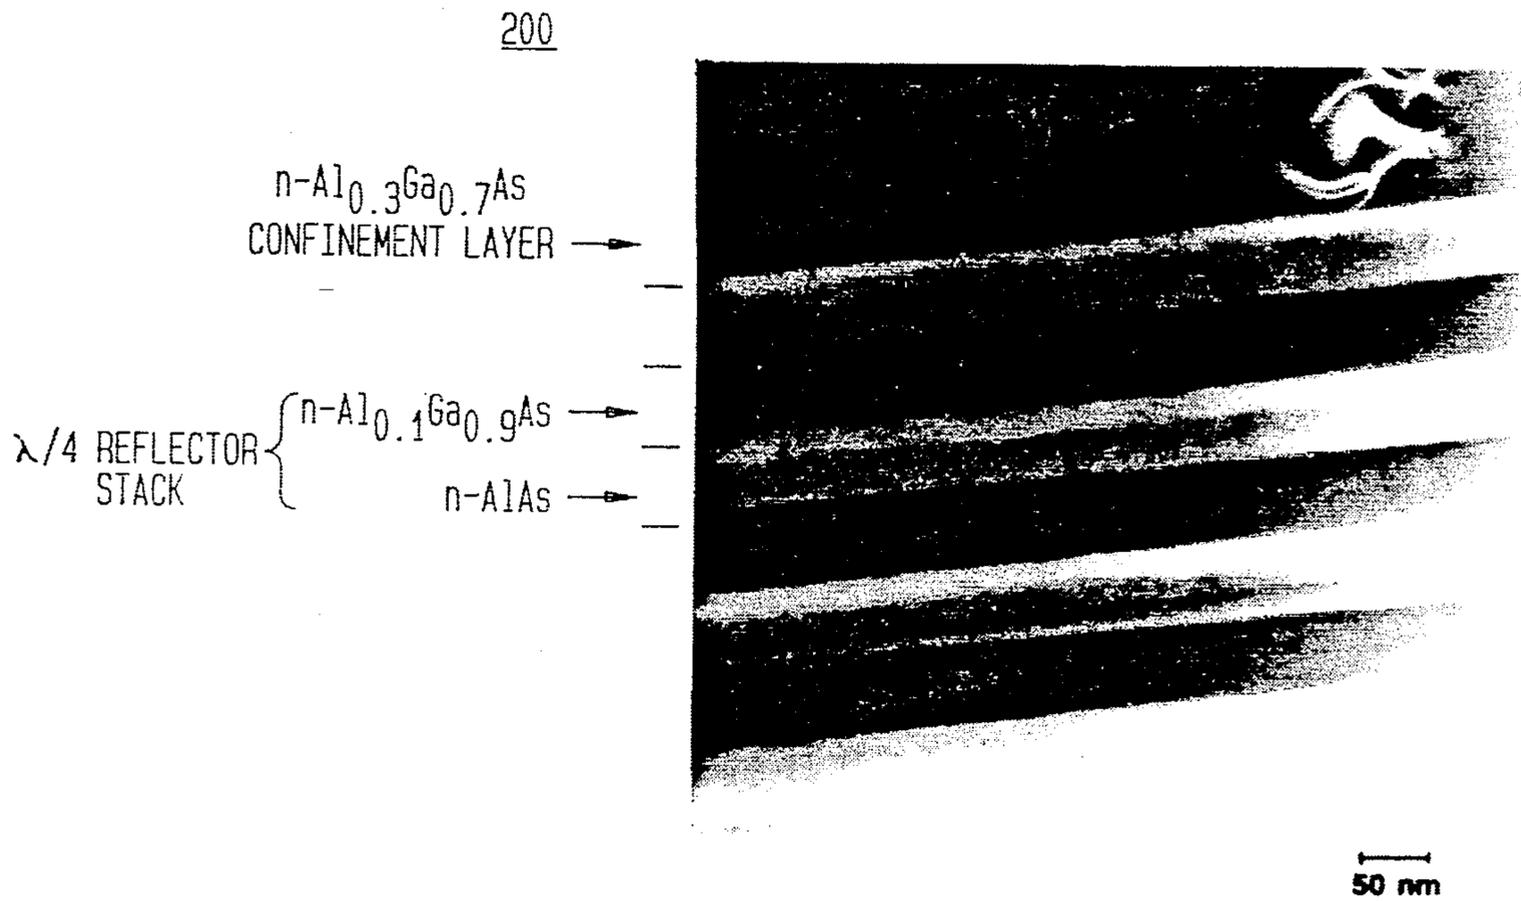 200
n-Al0.3Ga0.7As
CONFINEMENT LAYER
n-Al0.1Ga0.9As
λ/4 REFLECTOR
STACK
n-AlAs
50 nm